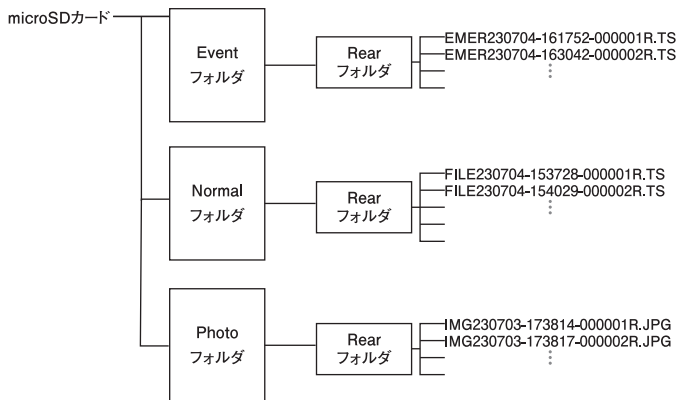 microSDカード
Event
フォルダ
Rear
フォルダ
EMER230704-161752-000001R.TS
EMER230704-163042-000002R.TS
Normal
フォルダ
Rear
フォルダ
FILE230704-153728-000001R.TS
FILE230704-154029-000002R.TS
Photo
フォルダ
Rear
フォルダ
IMG230703-173814-000001R.JPG
IMG230703-173817-000002R.JPG